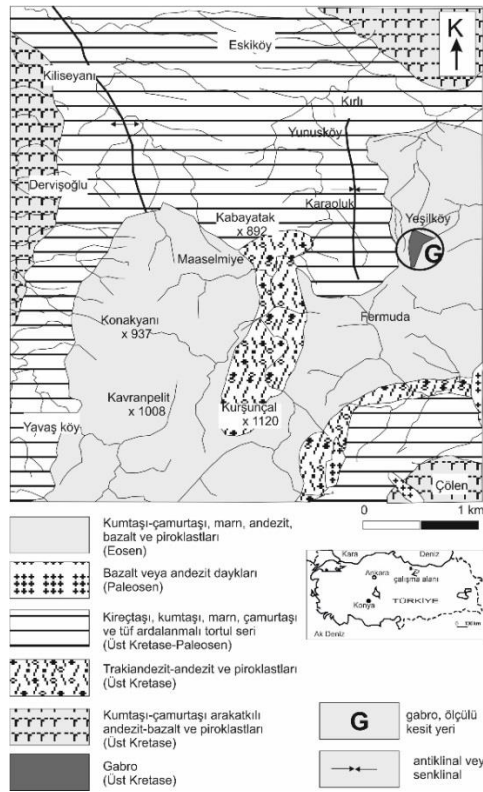 K
Eskiköy
Kiliseyanı
Kırlı
Yunusköy
Dervişoğlu
Karaoluk
Yeşilköy
Kabayatak
x 892
G
Maaselmiye
Konakyanı
x 937
Fermuda
Kavranpelit
x 1008
Kurşunçal
x 1120
Yavaş köy
Çölen
0 1 km
Kumtaşı-çamurtaşı, marn, andezit,
bazalt ve piroklastları
(Eosen)
Bazalt veya andezit daykları
(Paleosen)
Kireçtaşı, kumtaşı, marn, çamurtaşı
ve tüf ardalanmalı tortul seri
(Üst Kretase-Paleosen)
Trakiandezit-andezit ve piroklastları
(Üst Kretase)
Kumtaşı-çamurtaşı arakatkılı
andezit-bazalt ve piroklastları
(Üst Kretase)
Gabro
(Üst Kretase)
Kara Deniz
Ankara
çalışma alanı
Konya
TÜRKİYE
Ak Deniz
0
G
gabro, ölçülü
kesit yeri
antiklinal vey
senklinal